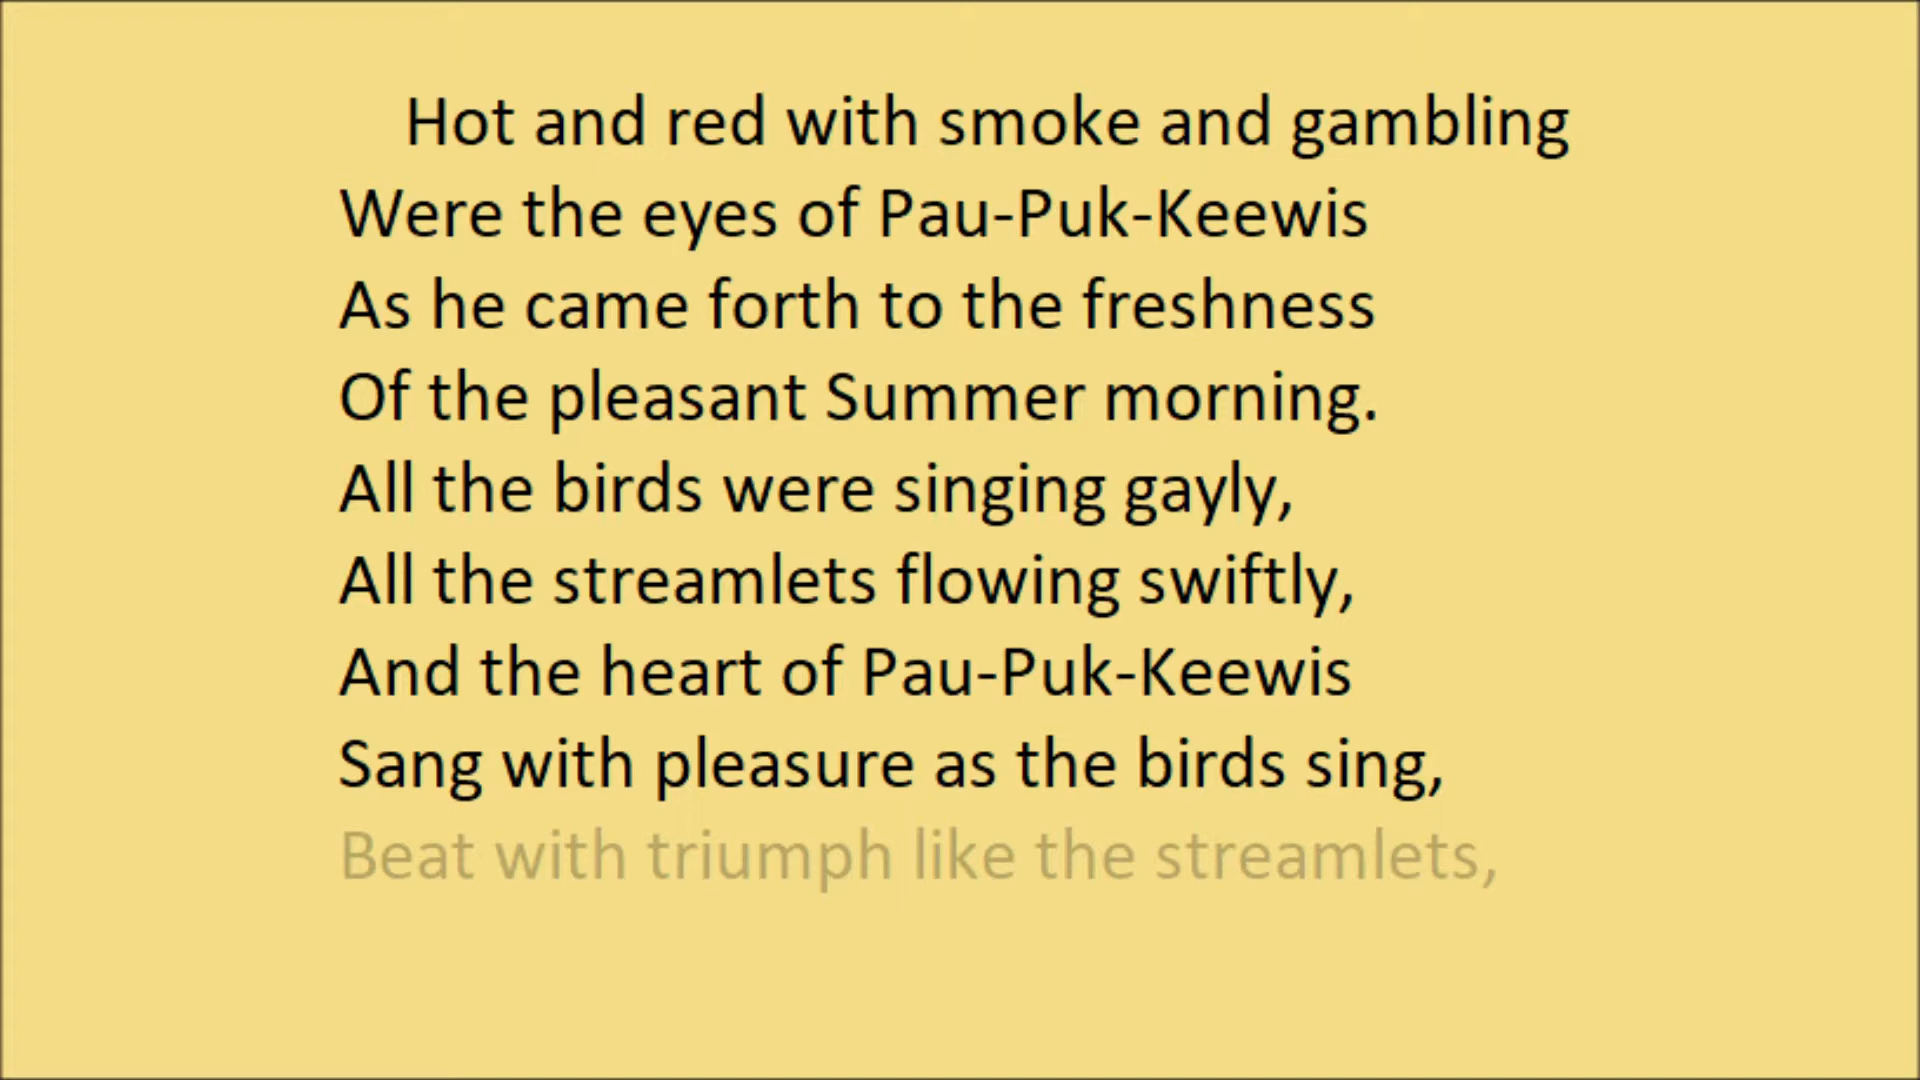 Hot and red with smoke and gambling
Were the eyes of Pau-Puk-Keewis
As he came forth to the freshness
Of the pleasant Summer morning.
All the birds were singing gayly,
All the streamlets flowing swiftly,
And the heart of Pau-Puk-Keewis
Sang with pleasure as the birds sing,
Beat with triumph like the streamlets,